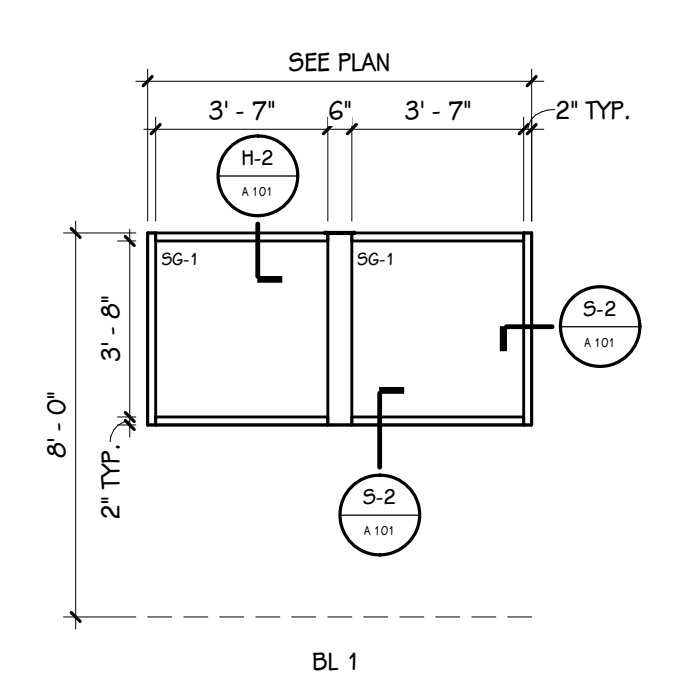 SEE PLAN
3' - 7" 6" 3' - 7" 2" TYP.
H-2
A 101
SG-1 SG-1
S-2
A 101
3' - 8"
8' - 0"
2" TYP.
S-2
A 101
BL 1